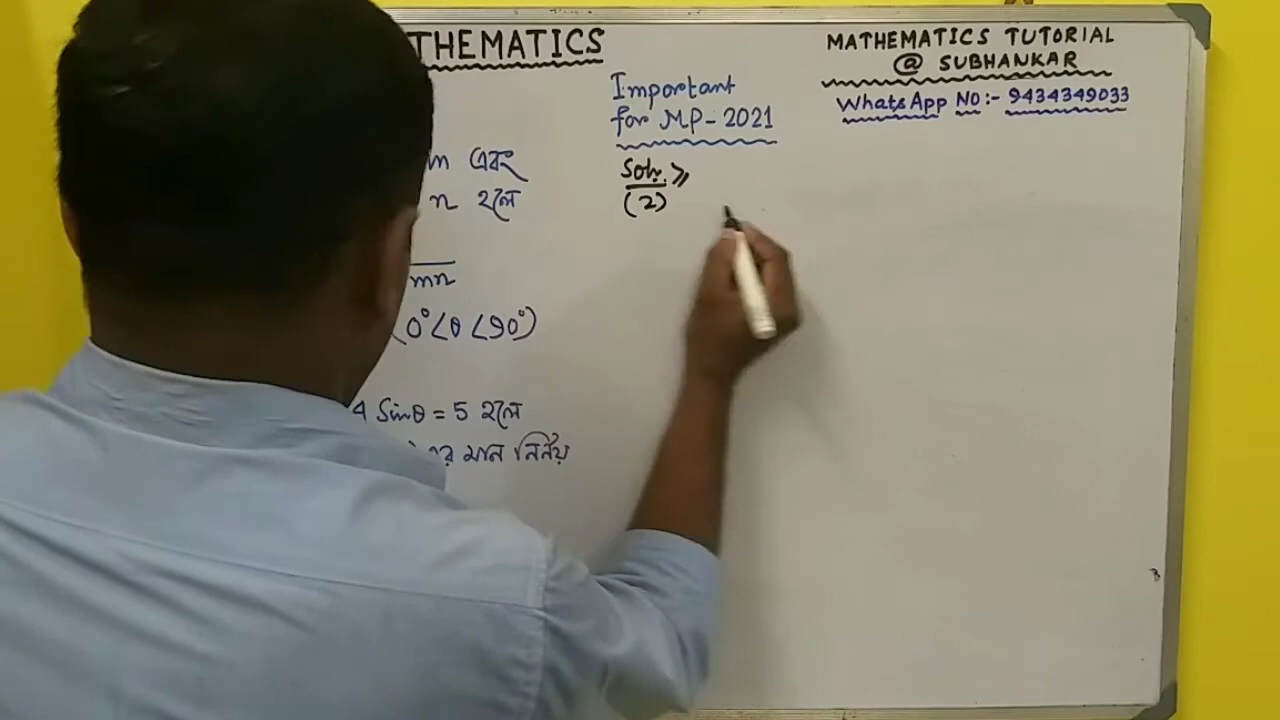 THEMATICS
MATHEMATICS TUTORIAL
@ SUBHANKAR
WhatsApp NO:- 9434349033
Important
for MP-2021
m এবং
n হলে
mn
(0°<θ<90°)
4 Sinθ = 5 হলে
এর মান নির্ণয়
Soln. ⩾
(2)